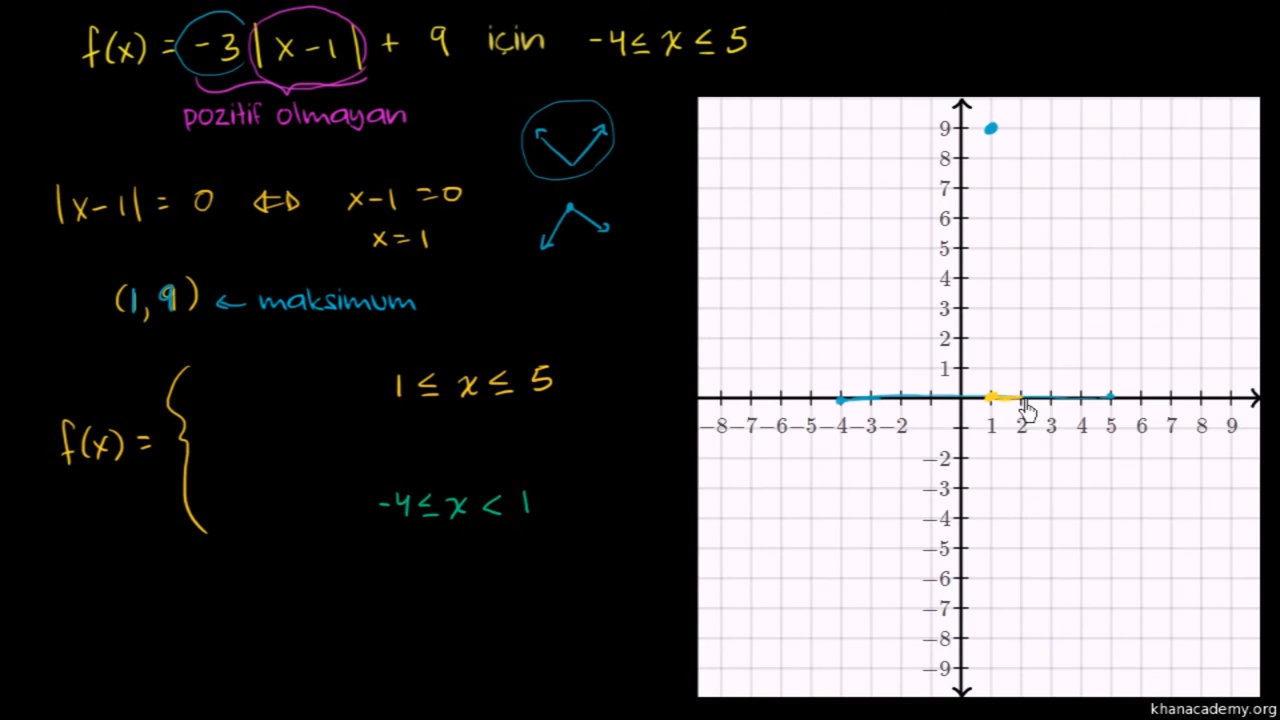 f(x) = -3 |x-1| + 9 için -4 ≤ x ≤ 5
pozitif olmayan
|x-1| = 0 ⇔ x-1 = 0
x = 1
(1, 9) ← maksimum
f(x) = {
1 ≤ x ≤ 5
-4 ≤ x < 1
9
8
7
6
5
4
3
2
1
−8 −7 −6 −5 −4 −3 −2 1 2 3 4 5 6 7 8 9
−2
−3
−4
−5
−6
−7
−8
−9
khanacademy.org